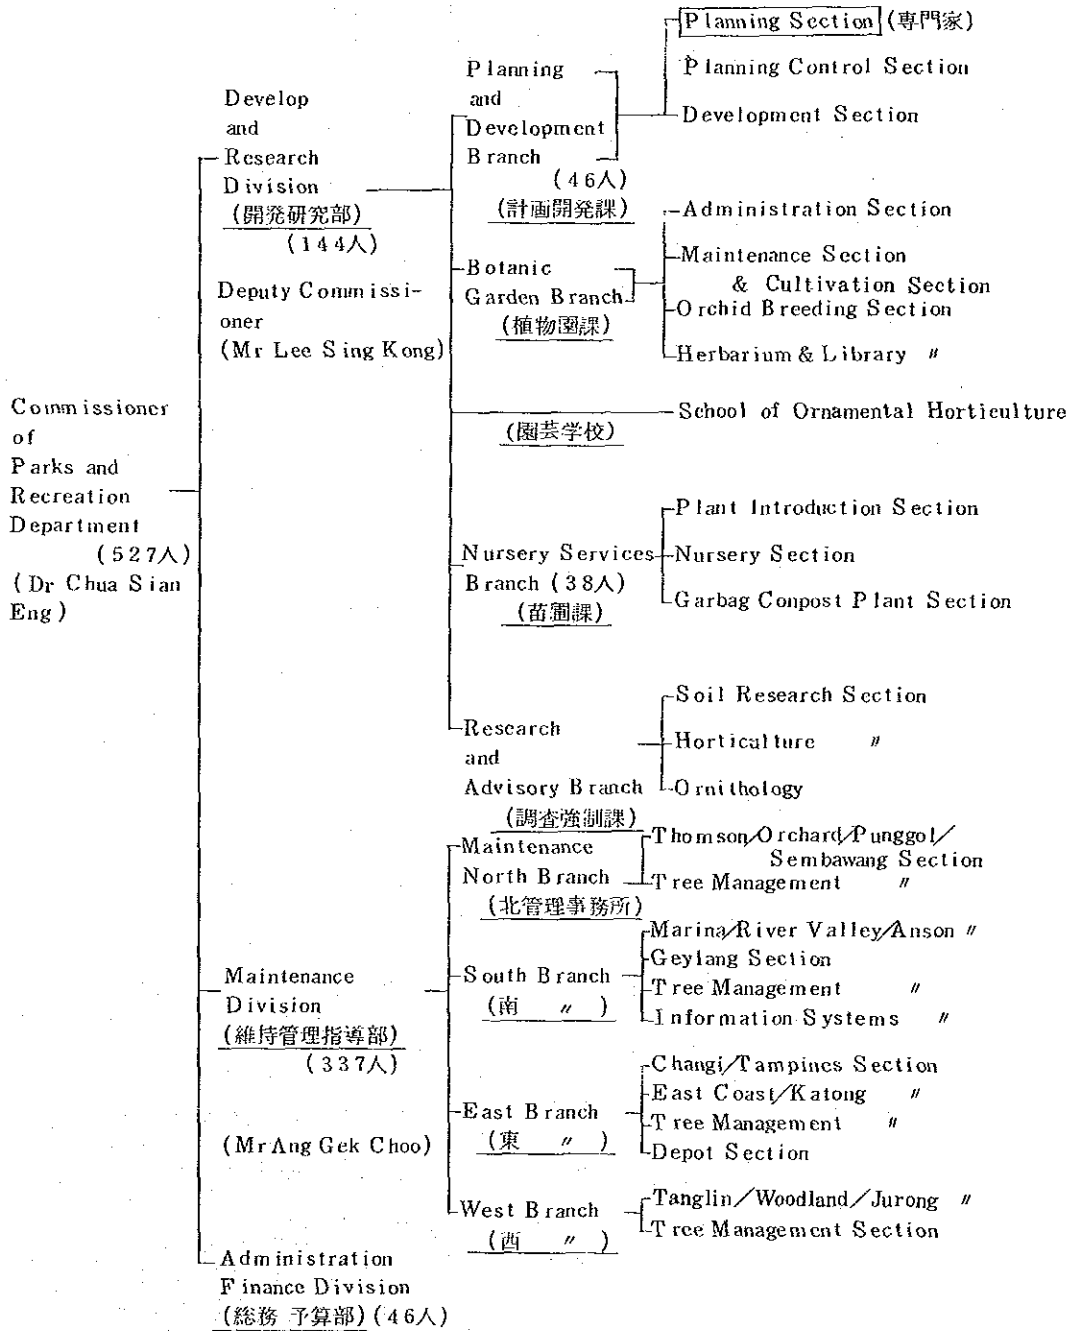 Commissioner
of
Parks and
Recreation
Department
(527人)
(Dr Chua Sian
Eng)
Develop
and
Research
Division
(開発研究部)
(144人)
Deputy Commissi-
oner
(Mr Lee Sing Kong)
Planning
and
Development
Branch
(46人)
(計画開発課)
Planning Section (専門家)
Planning Control Section
Development Section
Botanic
Garden Branch
(植物園課)
Administration Section
Maintenance Section
& Cultivation Section
Orchid Breeding Section
Herbarium & Library 〃
(園芸学校)
School of Ornamental Horticulture
Nursery Services
Branch (38人)
(苗圃課)
Plant Introduction Section
Nursery Section
Garbag Conpost Plant Section
Research
and
Advisory Branch
(調査強制課)
Soil Research Section
Horticulture 〃
Ornithology
Maintenance
Division
(維持管理指導部)
(337人)
(Mr Ang Gek Choo)
Maintenance
North Branch
(北管理事務所)
Thomson/Orchard/Punggol/
Sembawang Section
Tree Management 〃
South Branch
(南 〃 )
Marina/River Valley/Anson 〃
Geylang Section
Tree Management 〃
Information Systems 〃
East Branch
(東 〃 )
Changi/Tampines Section
East Coast/Katong 〃
Tree Management 〃
Depot Section
West Branch
(西 〃 )
Tanglin/Woodland/Jurong 〃
Tree Management Section
Administration
Finance Division
(総務 予算部) (46人)